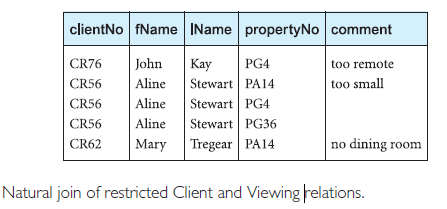 clientNo fName lName propertyNo comment
CR76 John Kay PG4 too remote
CR56 Aline Stewart PA14 too small
CR56 Aline Stewart PG4
CR56 Aline Stewart PG36
CR62 Mary Tregear PA14 no dining room
Natural join of restricted Client and Viewing relations.